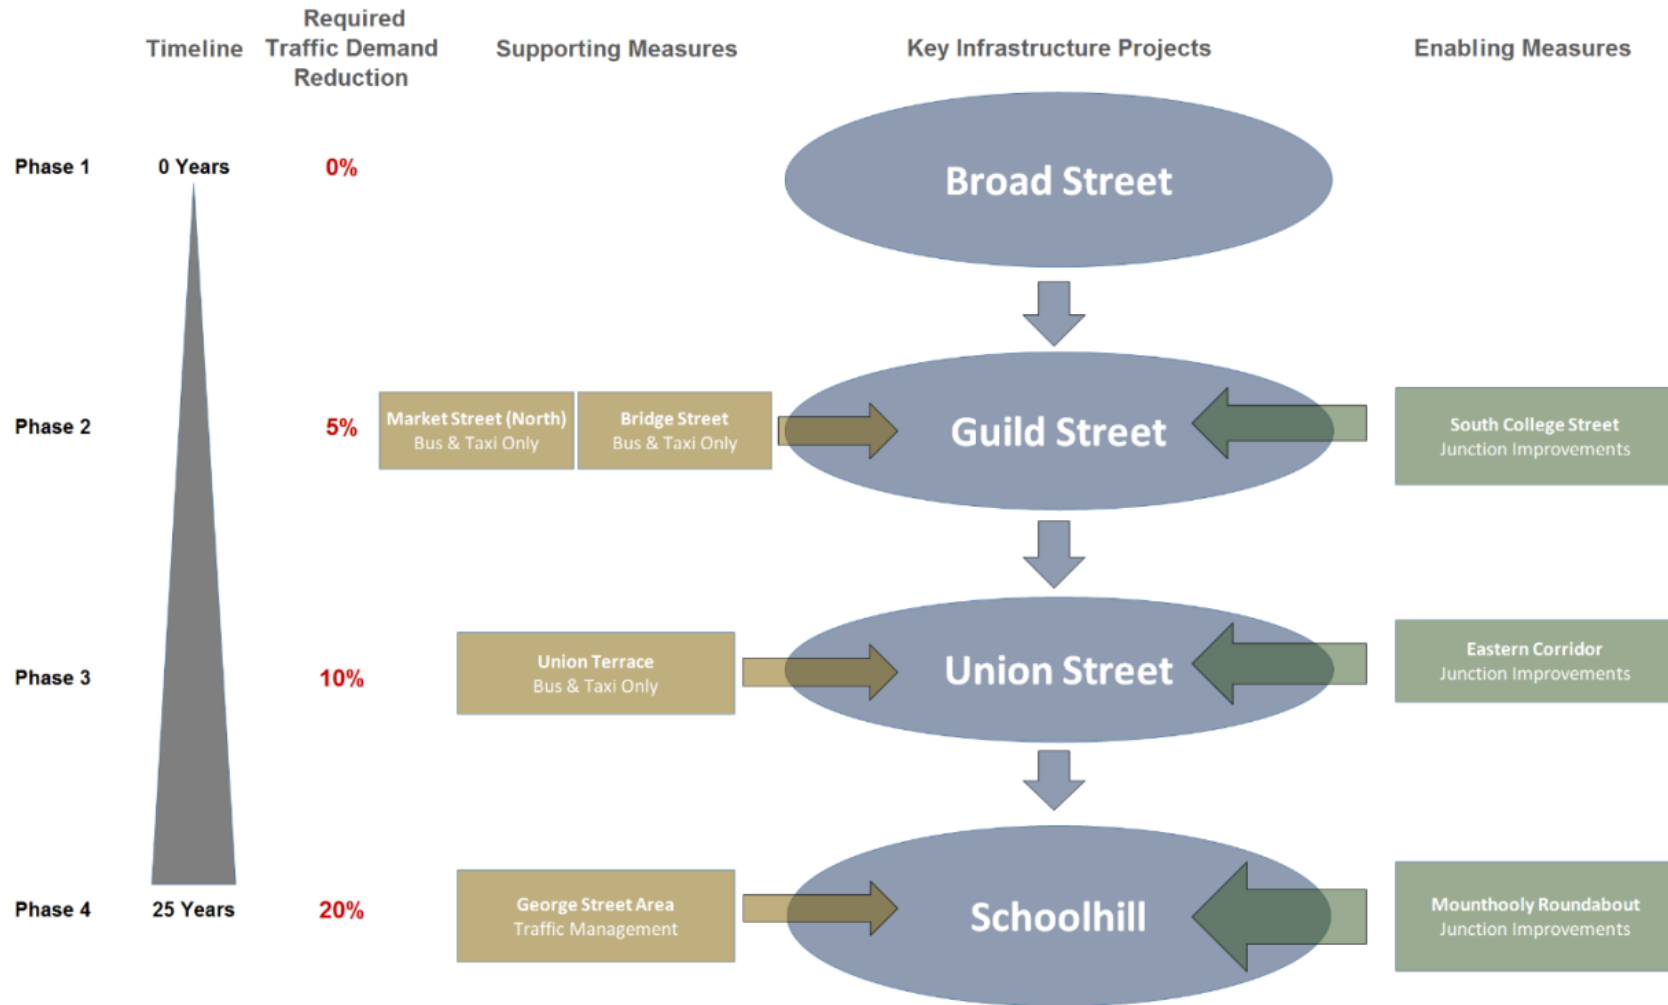 Timeline
Required
Traffic Demand
Reduction
Supporting Measures
Key Infrastructure Projects
Enabling Measures
Phase 1
0 Years
0%
Broad Street
Phase 2
5%
Market Street (North)
Bus & Taxi Only
Bridge Street
Bus & Taxi Only
Guild Street
South College Street
Junction Improvements
Phase 3
10%
Union Terrace
Bus & Taxi Only
Union Street
Eastern Corridor
Junction Improvements
Phase 4
25 Years
20%
George Street Area
Traffic Management
Schoolhill
Mounthooly Roundabout
Junction Improvements